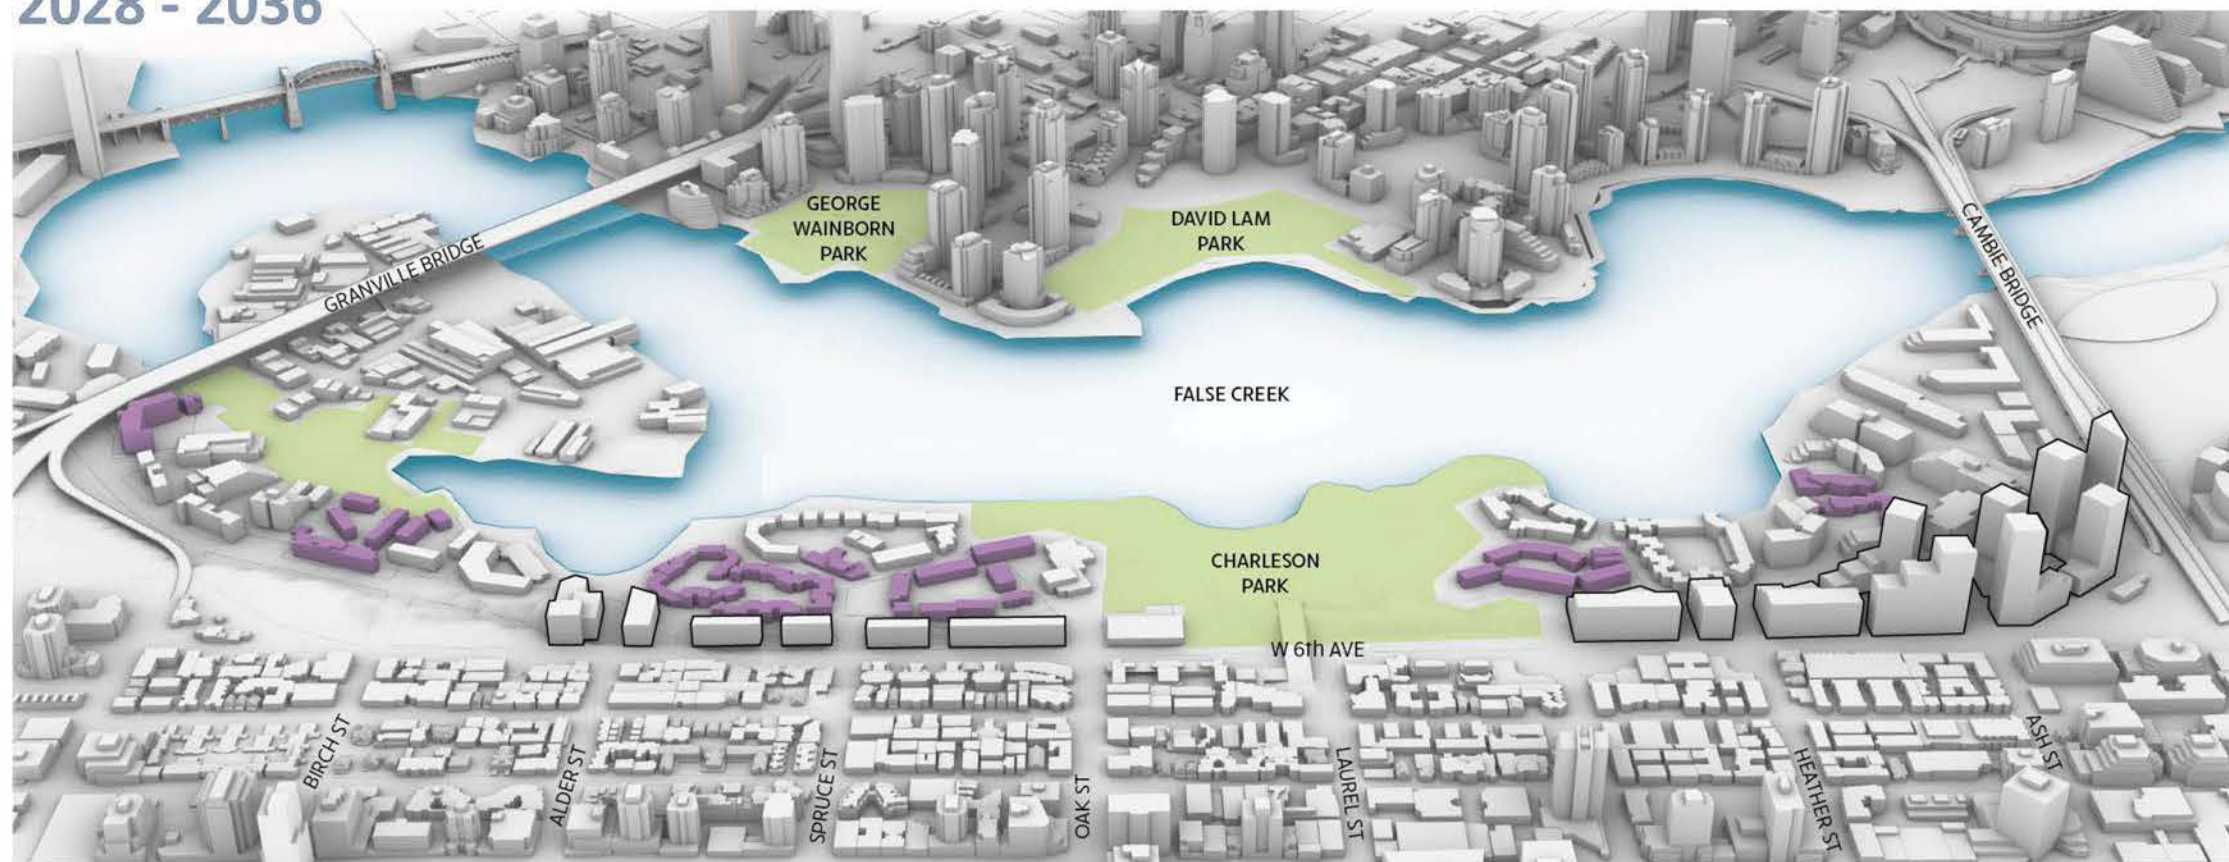 2028 - 2036
GEORGE
WAINBORN
PARK
DAVID LAM
PARK
GRANVILLE BRIDGE
CAMBIE BRIDGE
FALSE CREEK
CHARLESON
PARK
W 6th AVE
BIRCH ST
ALDER ST
SPRUCE ST
OAK ST
LAUREL ST
HEATHER ST
ASH ST